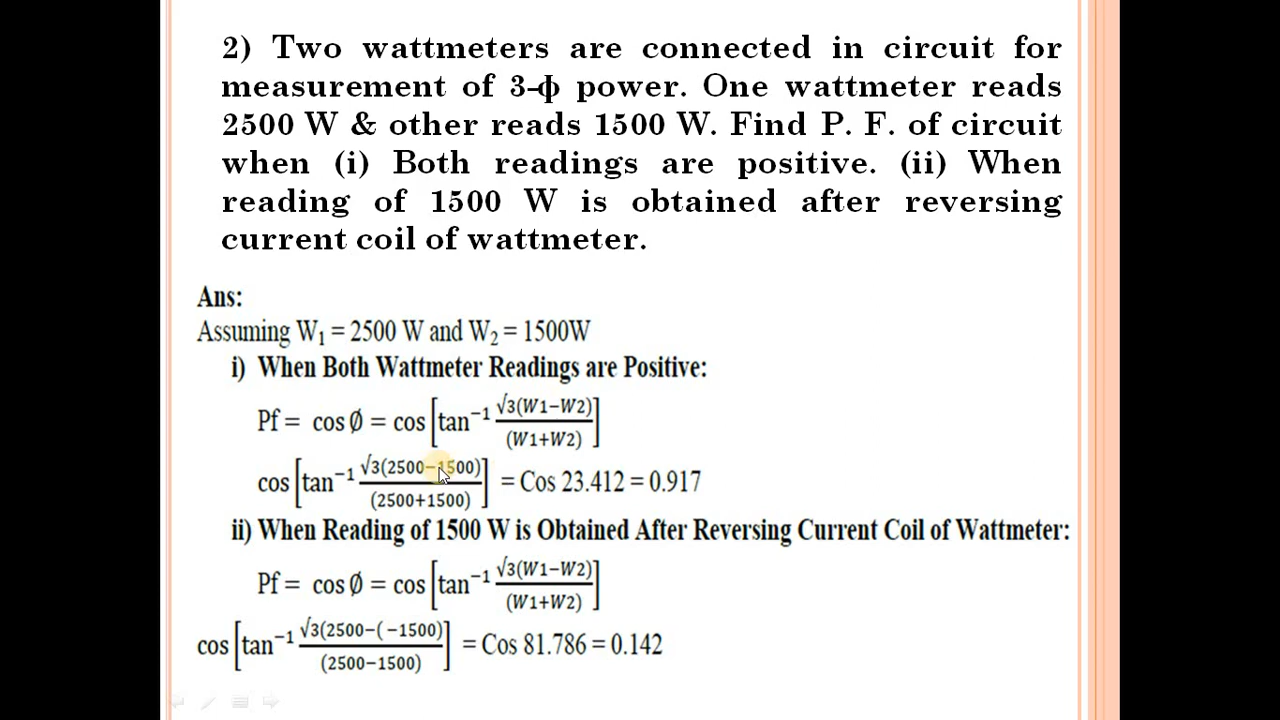 2) Two wattmeters are connected in circuit for
measurement of 3-ф power. One wattmeter reads
2500 W & other reads 1500 W. Find P. F. of circuit
when (i) Both readings are positive. (ii) When
reading of 1500 W is obtained after reversing
current coil of wattmeter.
Ans:
Assuming W₁ = 2500 W and W₂ = 1500W
i) When Both Wattmeter Readings are Positive:
Pf = cos Ø = cos [tan⁻¹ √3(W1−W2)/(W1+W2)]
cos [tan⁻¹ √3(2500−1500)/(2500+1500)] = Cos 23.412 = 0.917
ii) When Reading of 1500 W is Obtained After Reversing Current Coil of Wattmeter:
Pf = cos Ø = cos [tan⁻¹ √3(W1−W2)/(W1+W2)]
cos [tan⁻¹ √3(2500−(−1500)/(2500−1500)] = Cos 81.786 = 0.142